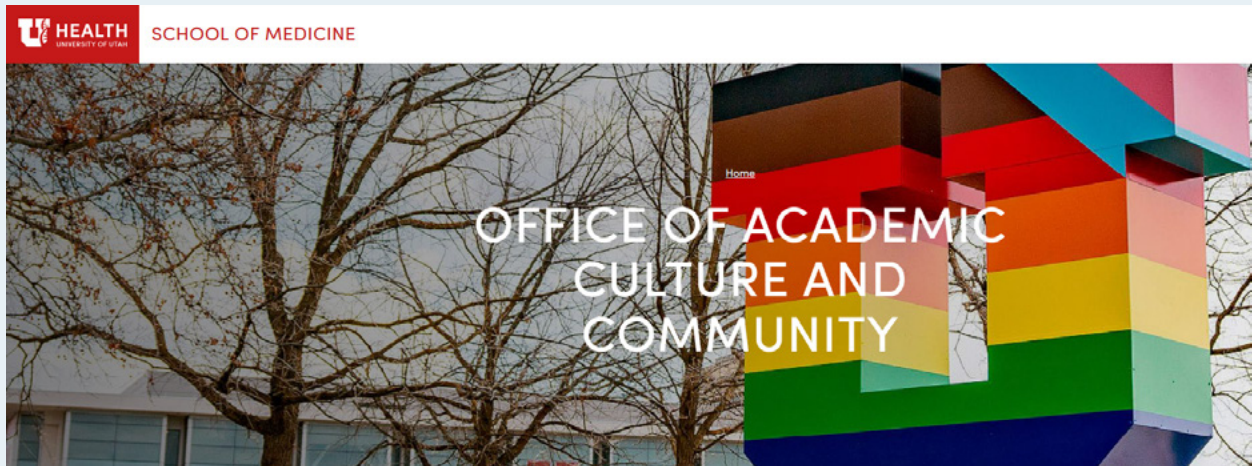 HEALTH
UNIVERSITY OF UTAH
SCHOOL OF MEDICINE
Home
OFFICE OF ACADEMIC
CULTURE AND
COMMUNITY